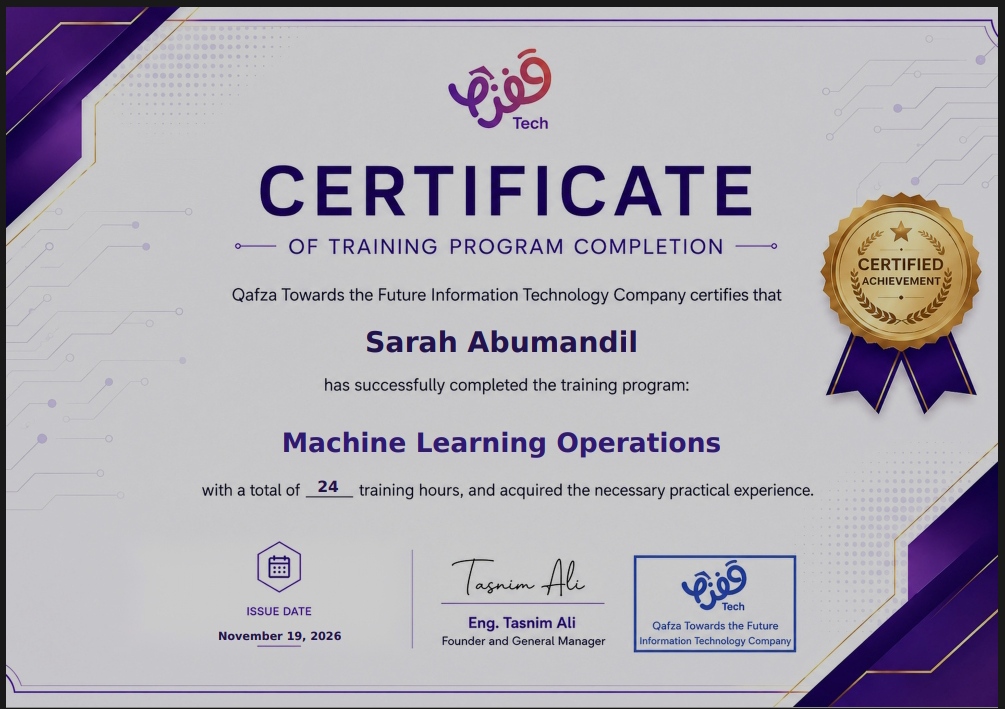 قفزة
Tech
CERTIFICATE
OF TRAINING PROGRAM COMPLETION
Qafza Towards the Future Information Technology Company certifies that
Sarah Abumandil
has successfully completed the training program:
Machine Learning Operations
with a total of 24 training hours, and acquired the necessary practical experience.
CERTIFIED
ACHIEVEMENT
ISSUE DATE
November 19, 2026
Tasnim Ali
Eng. Tasnim Ali
Founder and General Manager
قفزة
Tech
Qafza Towards the Future
Information Technology Company